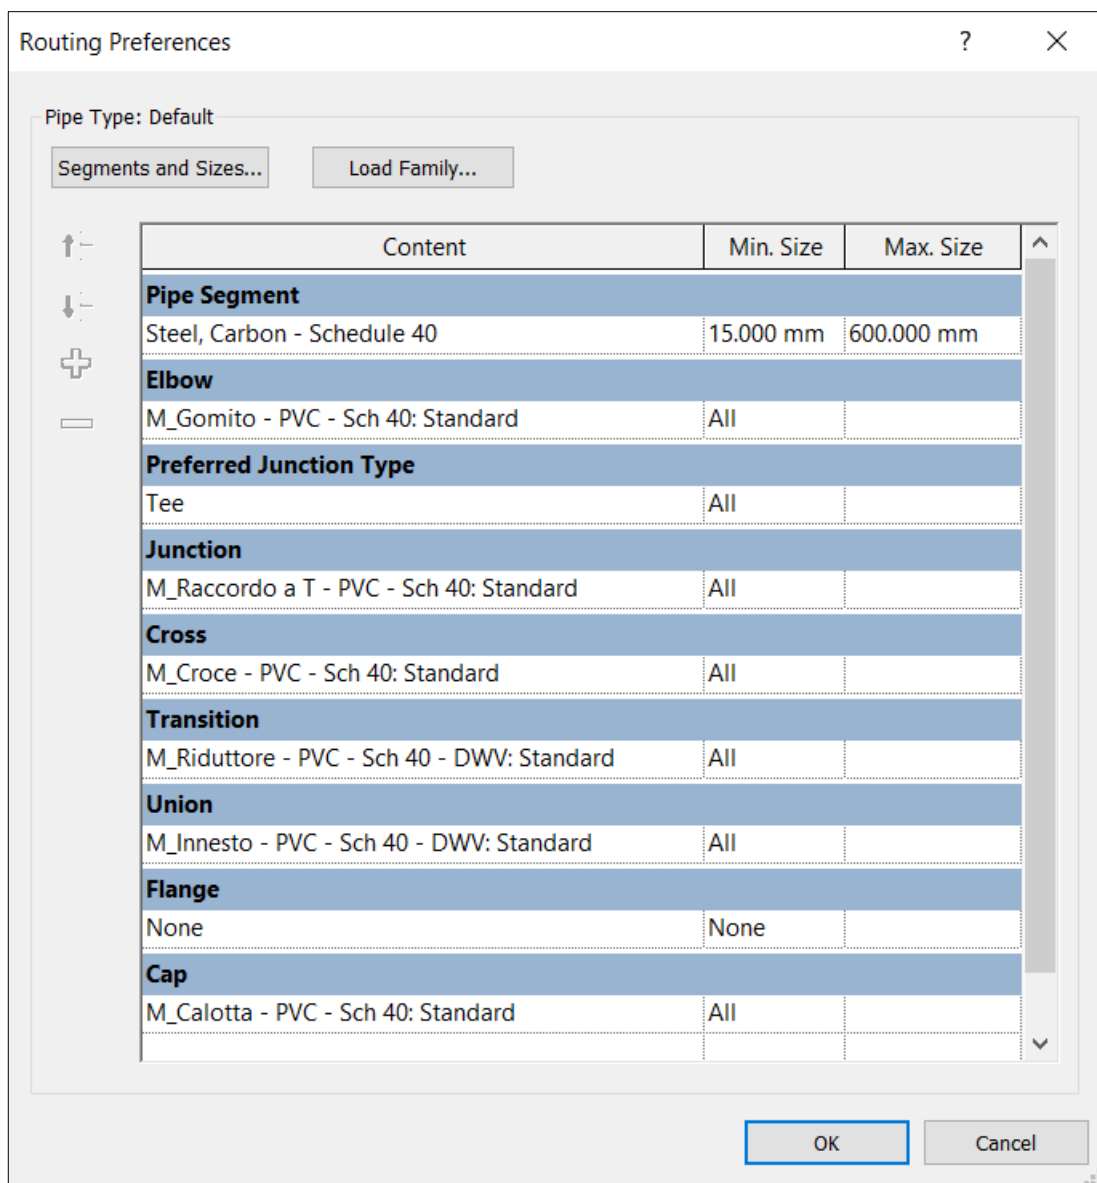 Routing Preferences ?
Pipe Type: Default
Segments and Sizes... Load Family...
Content Min. Size Max. Size
Pipe Segment
Steel, Carbon - Schedule 40 15.000 mm 600.000 mm
Elbow
M_Gomito - PVC - Sch 40: Standard All
Preferred Junction Type
Tee All
Junction
M_Raccordo a T - PVC - Sch 40: Standard All
Cross
M_Croce - PVC - Sch 40: Standard All
Transition
M_Riduttore - PVC - Sch 40 - DWV: Standard All
Union
M_Innesto - PVC - Sch 40 - DWV: Standard All
Flange
None None
Cap
M_Calotta - PVC - Sch 40: Standard All
OK Cancel